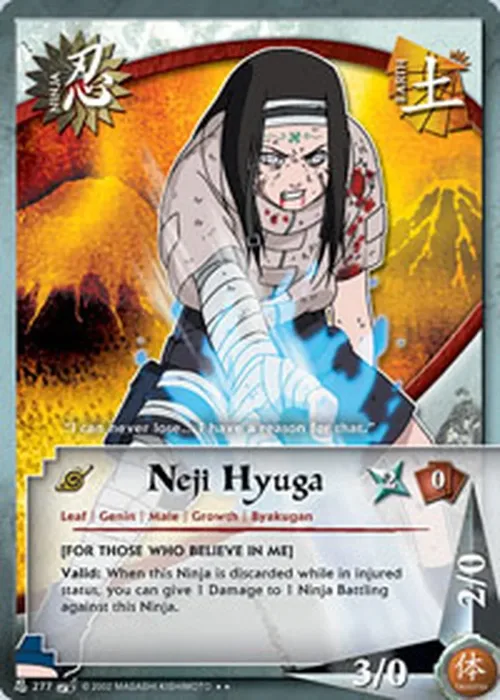 忍
NINJA
土
EARTH
"I can never lose... I have a reason for that."
Neji Hyuga
2
0
Leaf | Genin | Male | Growth | Byakugan
[FOR THOSE WHO BELIEVE IN ME]
Valid: When this Ninja is discarded while in injured
status, you can give 1 Damage to 1 Ninja Battling
against this Ninja.
2/0
3/0
体
277
© 2002 MASASHI KISHIMOTO ★★